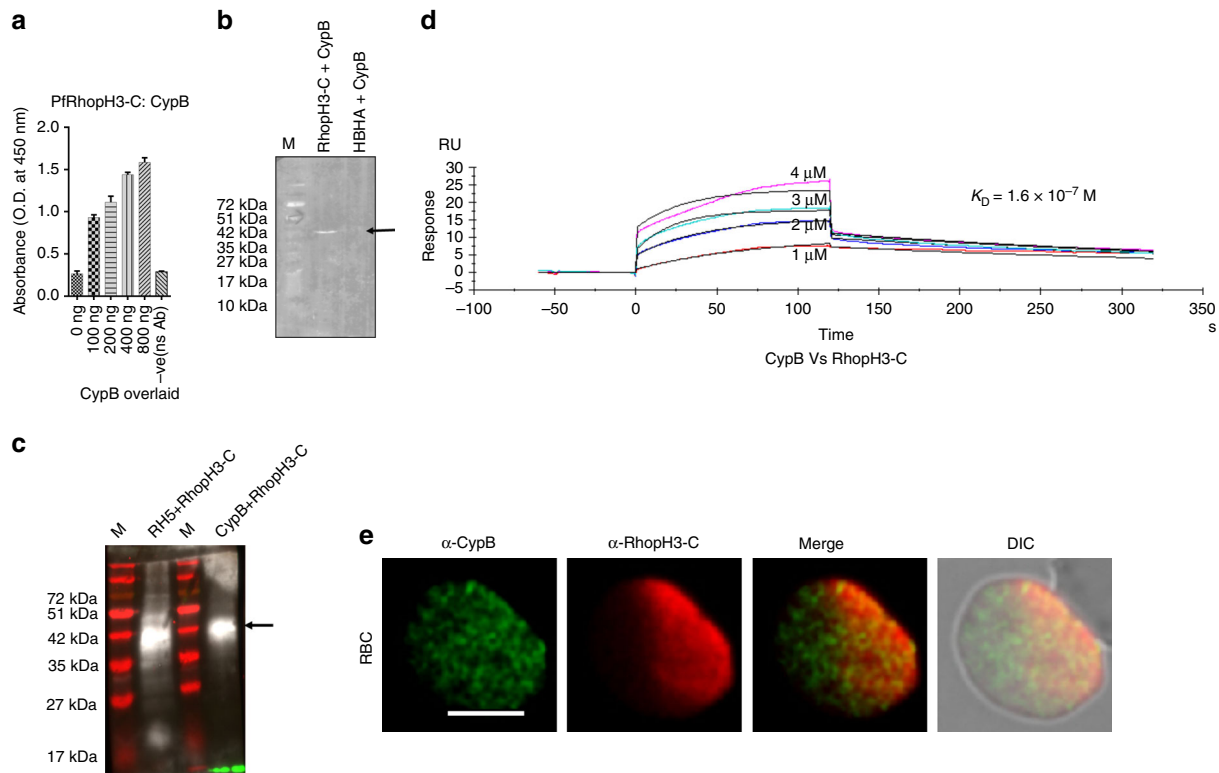 a
PfRhopH3-C: CypB
Absorbance (O.D. at 450 nm)
2.0
1.5
1.0
0.5
0.0
0 ng
100 ng
200 ng
400 ng
800 ng
–ve(ns Ab)
CypB overlaid
b
M
RhopH3-C + CypB
HBHA + CypB
72 kDa
51 kDa
42 kDa
35 kDa
27 kDa
17 kDa
10 kDa
d
RU
Response
30
25
20
15
10
5
0
–5
–100
–50
0
50
100
150
200
250
300
350
s
4 µM
3 µM
2 µM
1 µM
KD = 1.6 × 10⁻⁷ M
Time
CypB Vs RhopH3-C
c
M
RH5+RhopH3-C
M
CypB+RhopH3-C
72 kDa
51 kDa
42 kDa
35 kDa
27 kDa
17 kDa
e
α-CypB
α-RhopH3-C
Merge
DIC
RBC